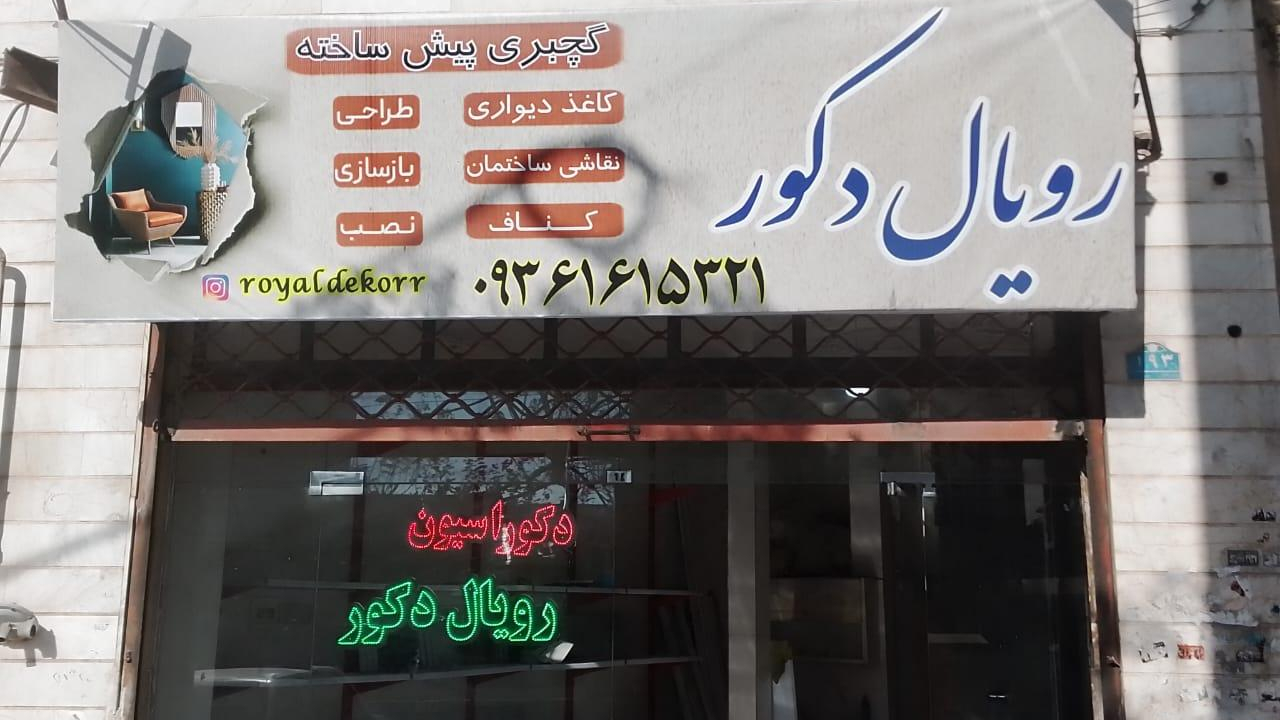 گچبری پیش ساخته
کاغذ دیواری
طراحی
نقاشی ساختمان
بازسازی
کناف
نصب
رویال دکور
royaldekorr
۰۹۳۶۱۶۱۵۳۲۱
۱۹۳
دکوراسیون
رویال دکور